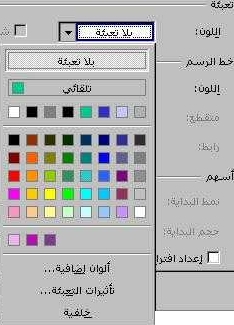 تعبئة
اللون:
بلا تعبئة
بلا تعبئة
تلقائي
خط الرسم
اللون:
متقطع:
رابط:
أسهم
نمط البداية:
حجم البداية:
ألوان إضافية...
إعداد افترا
تأثيرات التعبئة...
خلفية